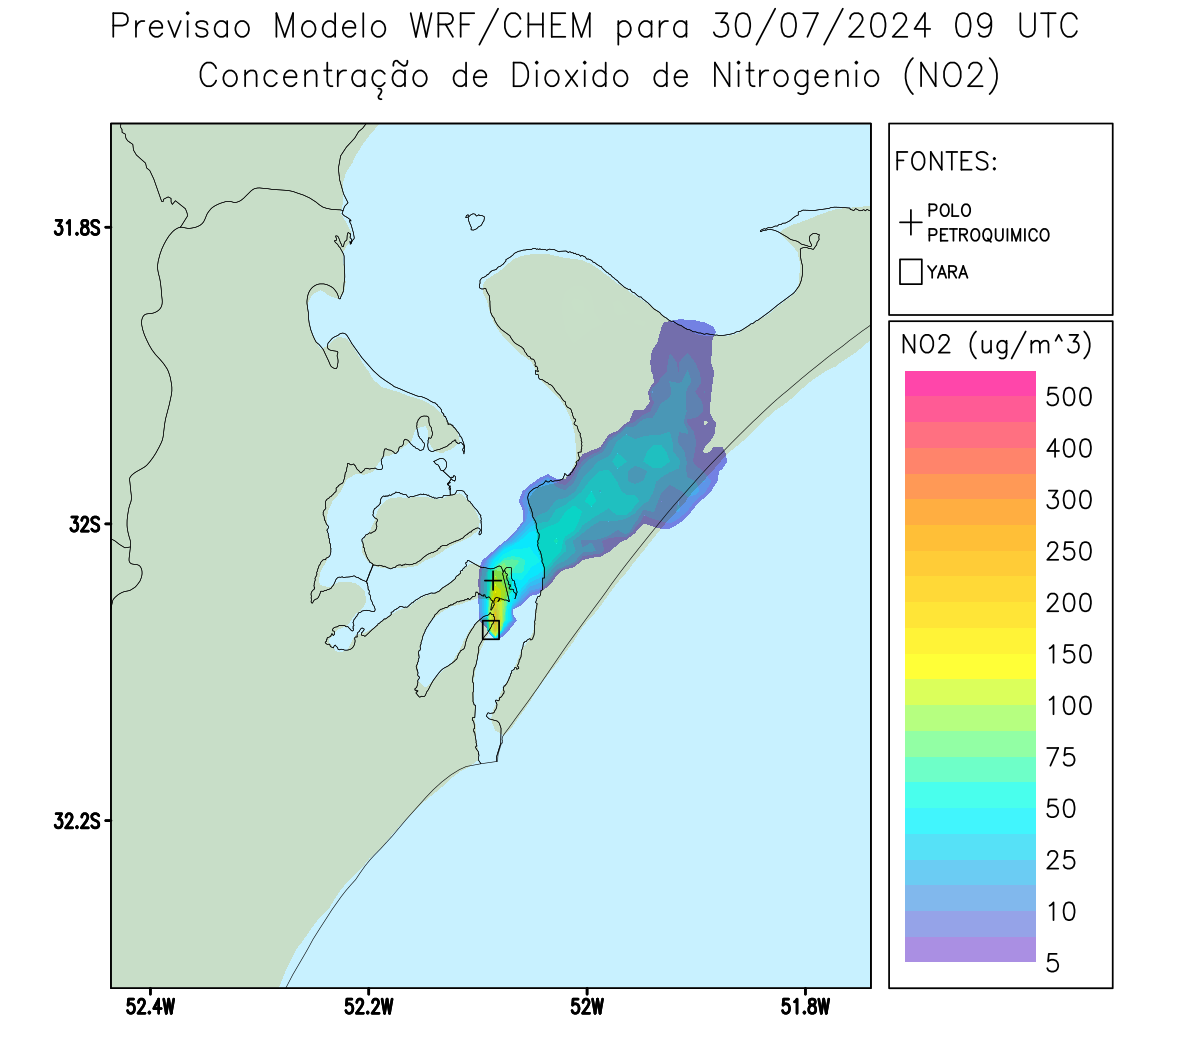 Previsao Modelo WRF/CHEM para 30/07/2024 09 UTC
Concentração de Dioxido de Nitrogenio (NO2)
FONTES:
POLO
PETROQUIMICO
YARA
NO2 (ug/m^3)
500
400
300
250
200
150
100
75
50
25
10
5
31.8S
32S
32.2S
52.4W
52.2W
52W
51.8W